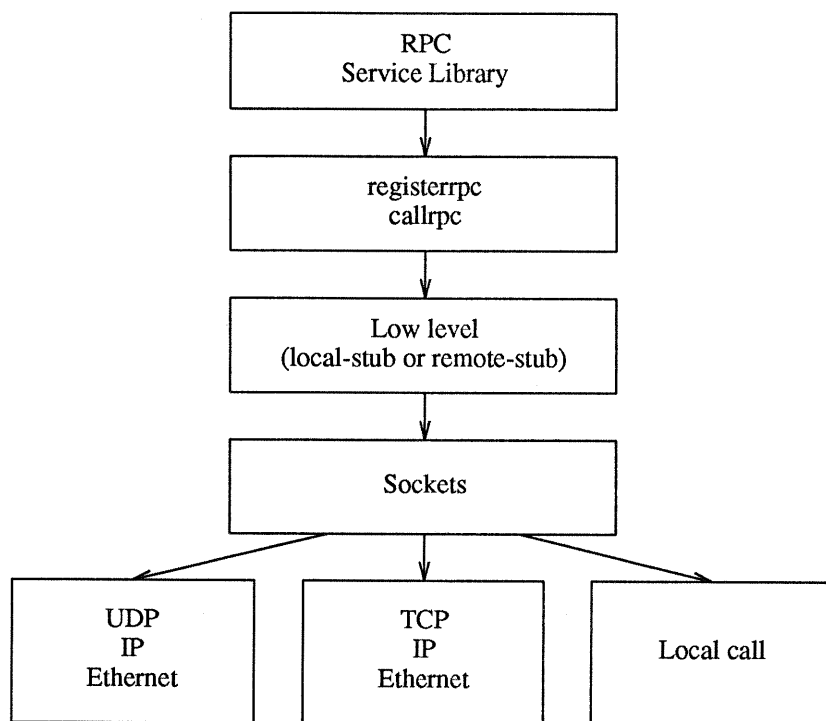 RPC
Service Library
registerrpc
callrpc
Low level
(local-stub or remote-stub)
Sockets
UDP
IP
Ethernet
TCP
IP
Ethernet
Local call